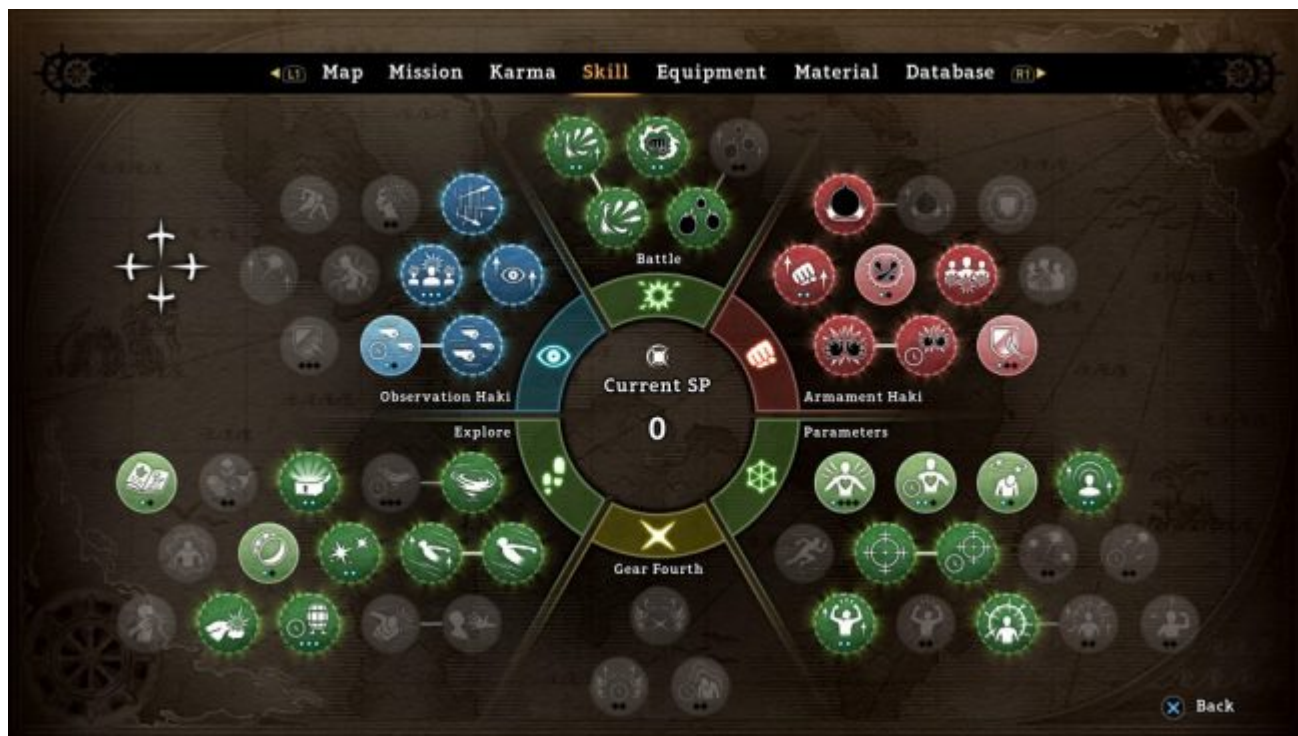 L1 Map Mission Karma Skill Equipment Material Database R1
Battle
Current SP
0
Observation Haki
Armament Haki
Explore
Parameters
Gear Fourth
Back